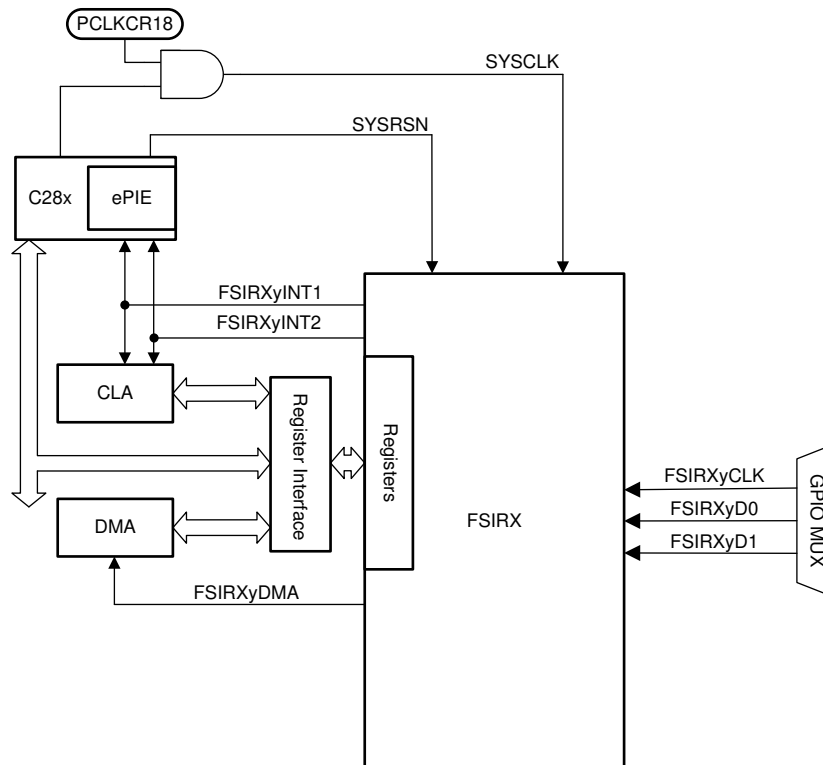 PCLKCR18
SYSCLK
SYSRSN
C28x
ePIE
FSIRXyINT1
FSIRXyINT2
CLA
Register Interface
Registers
FSIRX
FSIRXyCLK
FSIRXyD0
FSIRXyD1
GPIO MUX
DMA
FSIRXyDMA